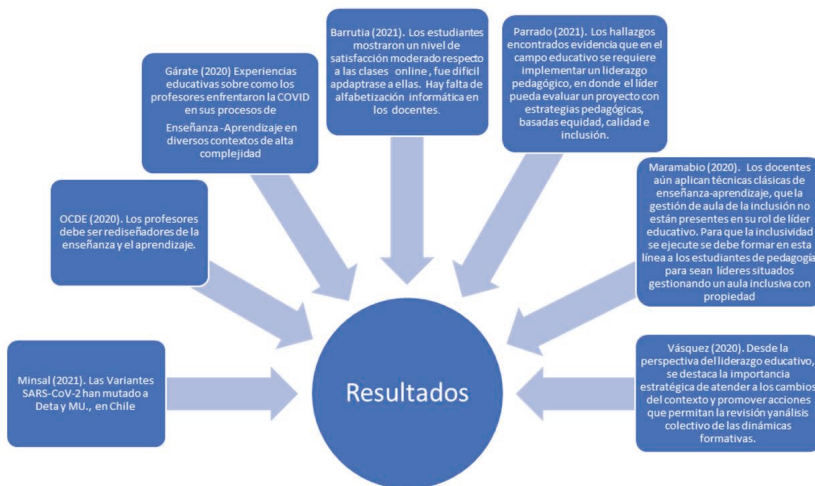 Minsal (2021). Las Variantes
SARS-CoV-2 han mutado a
Deta y MU., en Chile
OCDE (2020). Los profesores
debe ser rediseñadores de la
enseñanza y el aprendizaje.
Gárate (2020) Experiencias
educativas sobre como los
profesores enfrentaron la COVID
en sus procesos de
Enseñanza -Aprendizaje en
diversos contextos de alta
complejidad
Barrutia (2021). Los estudiantes
mostraron un nivel de
satisfacción moderado respecto
a las clases online , fue dificil
apdaptrase a ellas. Hay falta de
alfabetización informática en
los docentes.
Parrado (2021). Los hallazgos
encontrados evidencia que en el
campo educativo se requiere
implementar un liderazgo
pedagógico, en donde el líder
pueda evaluar un proyecto con
estrategias pedagógicas,
basadas equidad, calidad e
inclusión.
Maramabio (2020). Los docentes
aún aplican técnicas clásicas de
enseñanza-aprendizaje, que la
gestión de aula de la inclusión no
están presentes en su rol de líder
educativo. Para que la inclusividad
se ejecute se debe formar en esta
línea a los estudiantes de pedagogía
para sean líderes situados
gestionando un aula inclusiva con
propiedad
Vásquez (2020). Desde la
perspectiva del liderazgo educativo,
se destaca la importancia
estratégica de atender a los cambios
del contexto y promover acciones
que permitan la revisión yanálisis
colectivo de las dinámicas
formativas.
Resultados